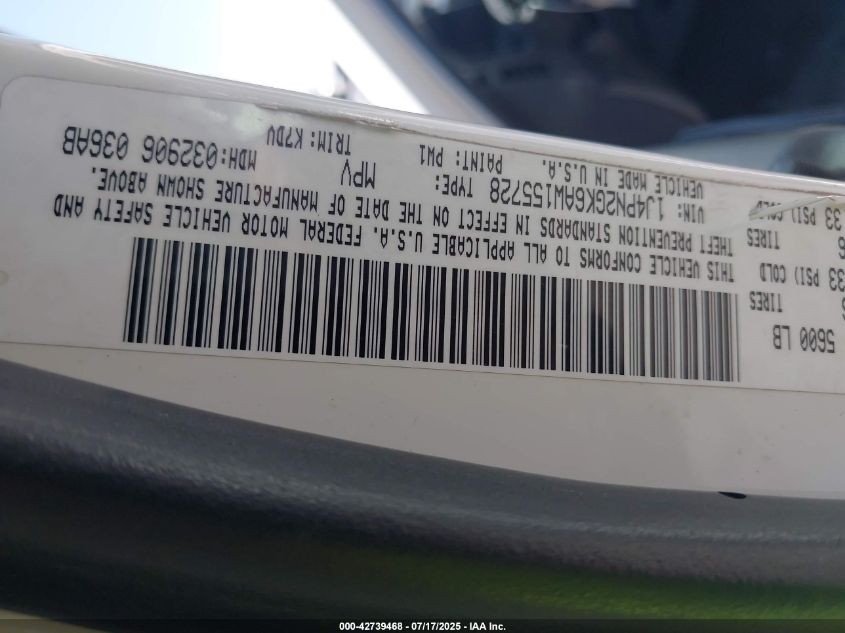 5600 LB
TIRES
33 PSI) COLD
TIRES
33 PSI) COLD
THIS VEHICLE CONFORMS TO ALL APPLICABLE U.S.A. FEDERAL MOTOR VEHICLE SAFETY AND
THEFT PREVENTION STANDARDS IN EFFECT ON THE DATE OF MANUFACTURE SHOWN ABOVE.
VIN: 1J4PN2GK6AW155728 TYPE: MPV MDH:032906 036AB
VEHICLE MADE IN U.S.A. PAINT: PW1 TRIM: K7DV
000-42739468 - 07/17/2025 - IAA Inc.